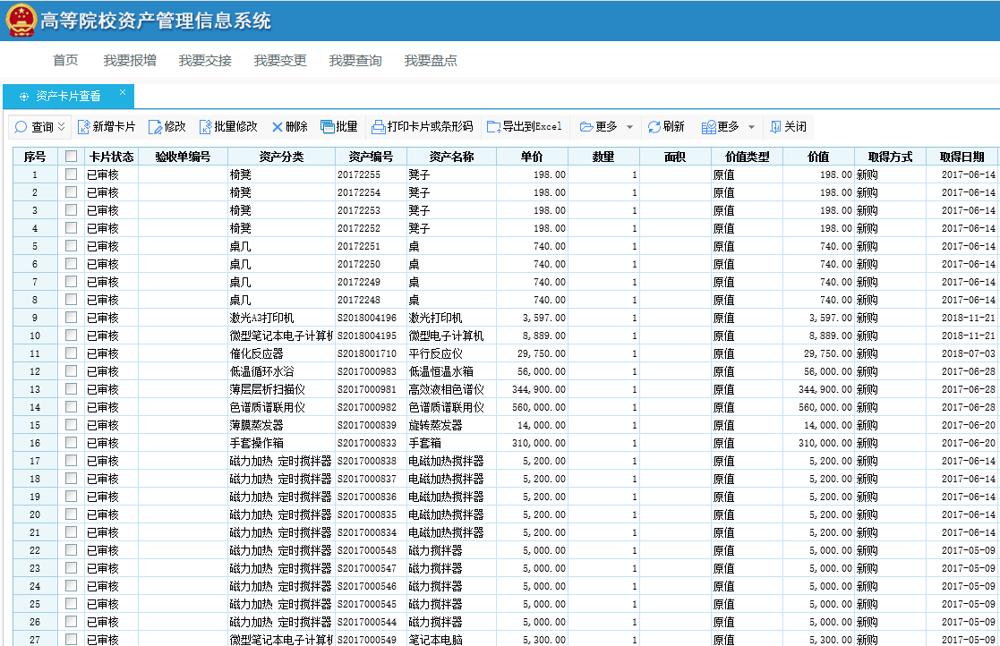 高等院校资产管理信息系统
首页 我要报增 我要交接 我要变更 我要查询 我要盘点
资产卡片查看 ×
查询 新增卡片 修改 批量修改 删除 批量 打印卡片或条形码 导出到Excel 更多 刷新 更多 关闭
序号 卡片状态 验收单编号 资产分类 资产编号 资产名称 单价 数量 面积 价值类型 价值 取得方式 取得日期
1 已审核 椅凳 20172255 凳子 198.00 1 原值 198.00 新购 2017-06-14
2 已审核 椅凳 20172254 凳子 198.00 1 原值 198.00 新购 2017-06-14
3 已审核 椅凳 20172253 凳子 198.00 1 原值 198.00 新购 2017-06-14
4 已审核 椅凳 20172252 凳子 198.00 1 原值 198.00 新购 2017-06-14
5 已审核 桌几 20172251 桌 740.00 1 原值 740.00 新购 2017-06-14
6 已审核 桌几 20172250 桌 740.00 1 原值 740.00 新购 2017-06-14
7 已审核 桌几 20172249 桌 740.00 1 原值 740.00 新购 2017-06-14
8 已审核 桌几 20172248 桌 740.00 1 原值 740.00 新购 2017-06-14
9 已审核 激光A3打印机 S2018004196 激光打印机 3,597.00 1 原值 3,597.00 新购 2018-11-21
10 已审核 微型笔记本电子计算机 S2018004195 微型电子计算机 8,889.00 1 原值 8,889.00 新购 2018-11-21
11 已审核 催化反应器 S2018001710 平行反应仪 29,750.00 1 原值 29,750.00 新购 2018-07-03
12 已审核 低温循环水浴 S2017000983 低温恒温水箱 56,000.00 1 原值 56,000.00 新购 2017-06-28
13 已审核 薄层层析扫描仪 S2017000981 高效液相色谱仪 344,900.00 1 原值 344,900.00 新购 2017-06-28
14 已审核 色谱质谱联用仪 S2017000982 色谱质谱联用仪 560,000.00 1 原值 560,000.00 新购 2017-06-28
15 已审核 薄膜蒸发器 S2017000839 旋转蒸发器 14,000.00 1 原值 14,000.00 新购 2017-06-20
16 已审核 手套操作箱 S2017000833 手套箱 310,000.00 1 原值 310,000.00 新购 2017-06-20
17 已审核 磁力加热 定时搅拌器 S2017000838 电磁加热搅拌器 5,200.00 1 原值 5,200.00 新购 2017-06-14
18 已审核 磁力加热 定时搅拌器 S2017000837 电磁加热搅拌器 5,200.00 1 原值 5,200.00 新购 2017-06-14
19 已审核 磁力加热 定时搅拌器 S2017000836 电磁加热搅拌器 5,200.00 1 原值 5,200.00 新购 2017-06-14
20 已审核 磁力加热 定时搅拌器 S2017000835 电磁加热搅拌器 5,200.00 1 原值 5,200.00 新购 2017-06-14
21 已审核 磁力加热 定时搅拌器 S2017000834 电磁加热搅拌器 5,200.00 1 原值 5,200.00 新购 2017-06-14
22 已审核 磁力加热 定时搅拌器 S2017000548 磁力搅拌器 5,000.00 1 原值 5,000.00 新购 2017-05-09
23 已审核 磁力加热 定时搅拌器 S2017000547 磁力搅拌器 5,000.00 1 原值 5,000.00 新购 2017-05-09
24 已审核 磁力加热 定时搅拌器 S2017000546 磁力搅拌器 5,000.00 1 原值 5,000.00 新购 2017-05-09
25 已审核 磁力加热 定时搅拌器 S2017000545 磁力搅拌器 5,000.00 1 原值 5,000.00 新购 2017-05-09
26 已审核 磁力加热 定时搅拌器 S2017000544 磁力搅拌器 5,000.00 1 原值 5,000.00 新购 2017-05-09
27 已审核 微型笔记本电子计算机 S2017000549 笔记本电脑 5,300.00 1 原值 5,300.00 新购 2017-05-09